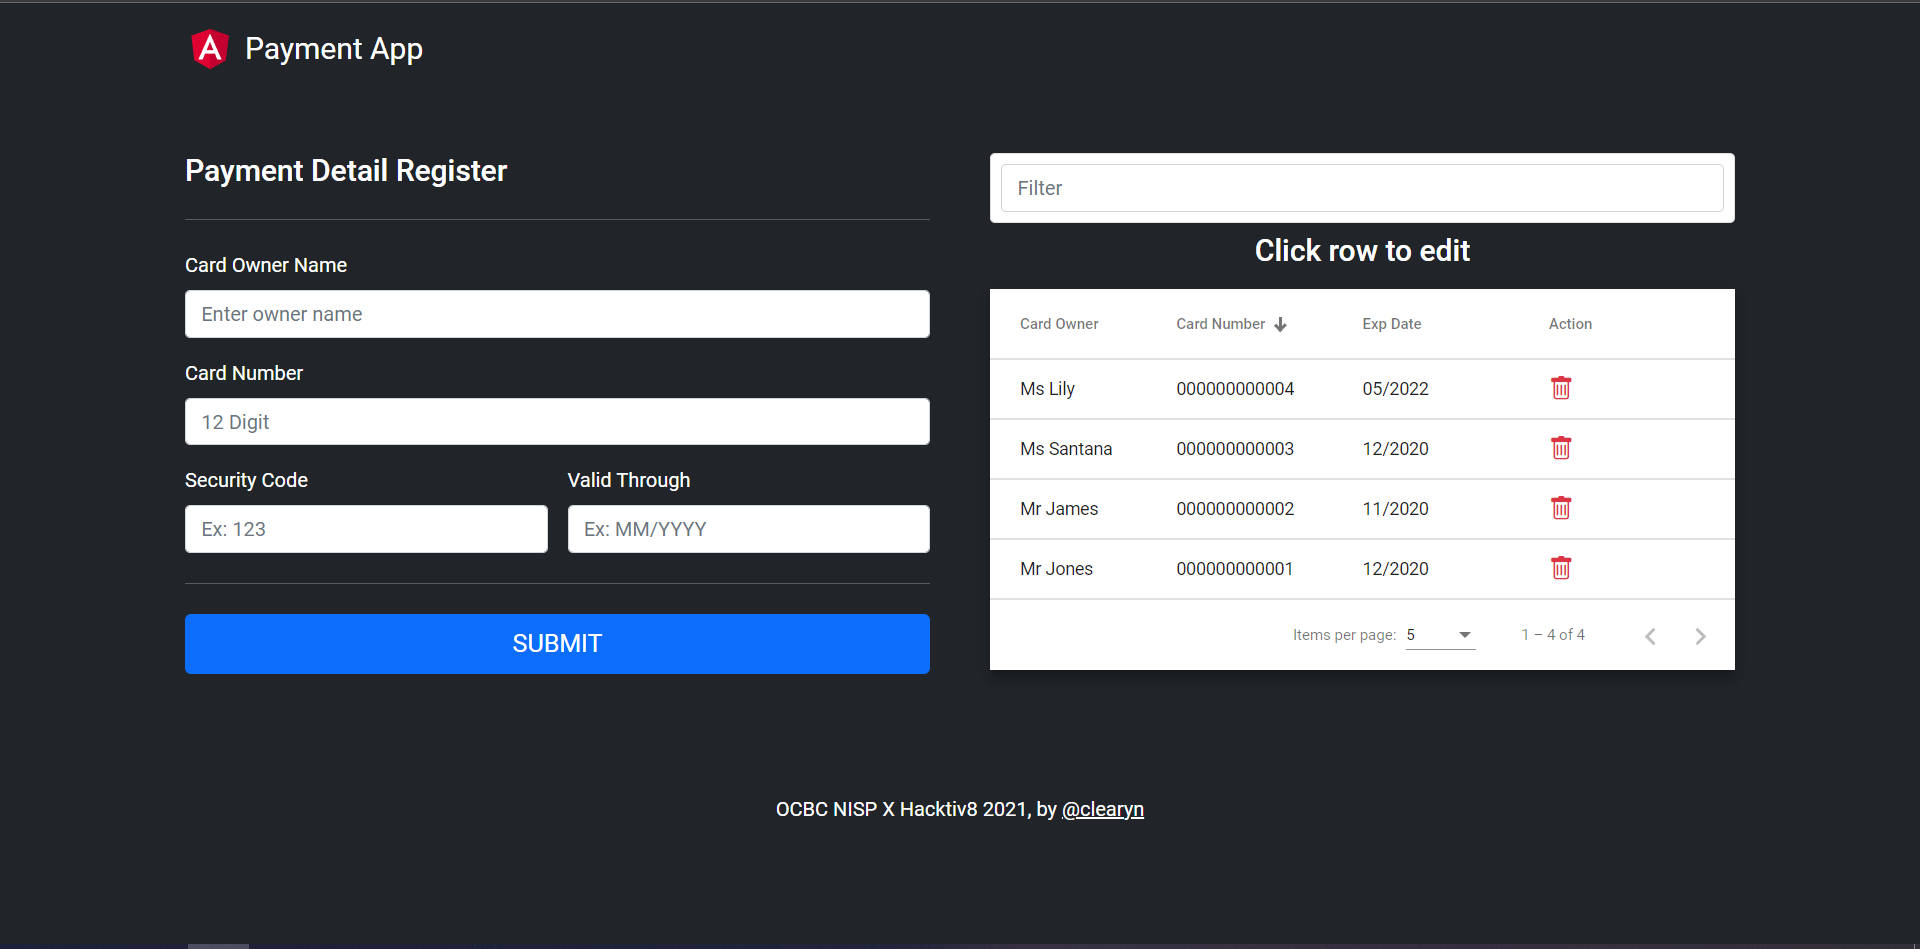 Payment App
Payment Detail Register
Card Owner Name
Enter owner name
Card Number
12 Digit
Security Code Valid Through
Ex: 123 Ex: MM/YYYY
SUBMIT
Filter
Click row to edit
Card Owner Card Number Exp Date Action
Ms Lily 000000000004 05/2022
Ms Santana 000000000003 12/2020
Mr James 000000000002 11/2020
Mr Jones 000000000001 12/2020
Items per page: 5 1 – 4 of 4
OCBC NISP X Hacktiv8 2021, by @clearyn